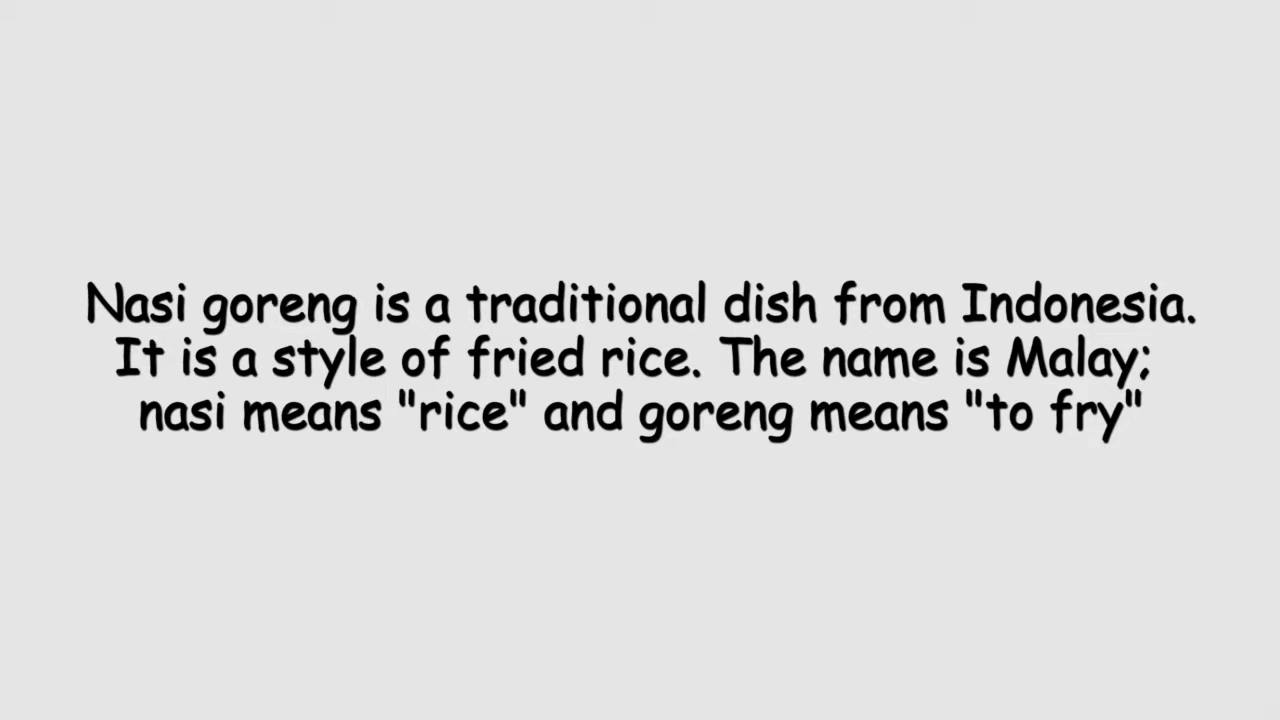 Nasi goreng is a traditional dish from Indonesia.
It is a style of fried rice. The name is Malay;
nasi means "rice" and goreng means "to fry"